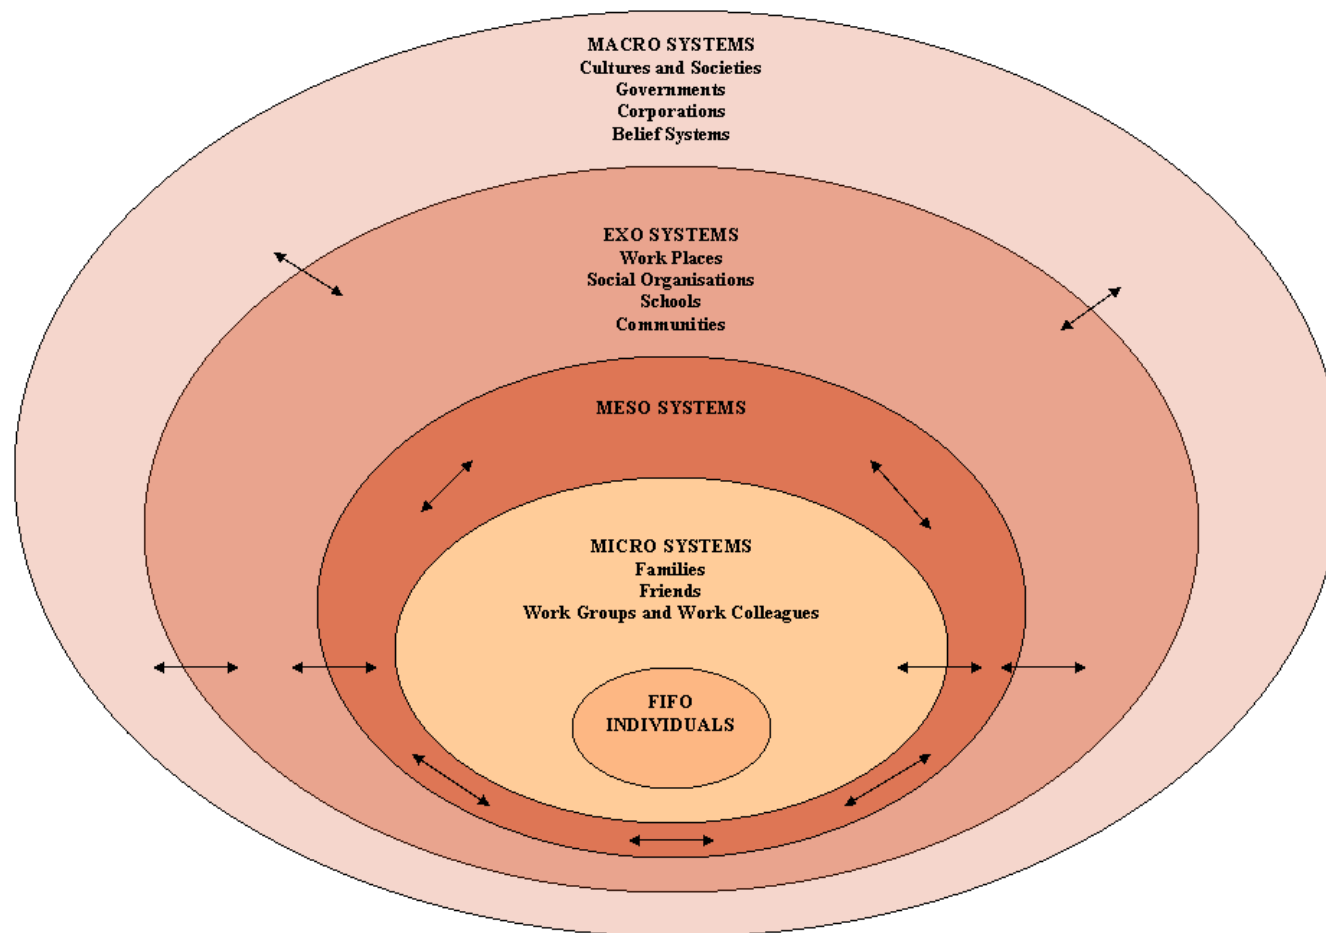 MACRO SYSTEMS
Cultures and Societies
Governments
Corporations
Belief Systems
EXO SYSTEMS
Work Places
Social Organisations
Schools
Communities
MESO SYSTEMS
MICRO SYSTEMS
Families
Friends
Work Groups and Work Colleagues
FIFO
INDIVIDUALS